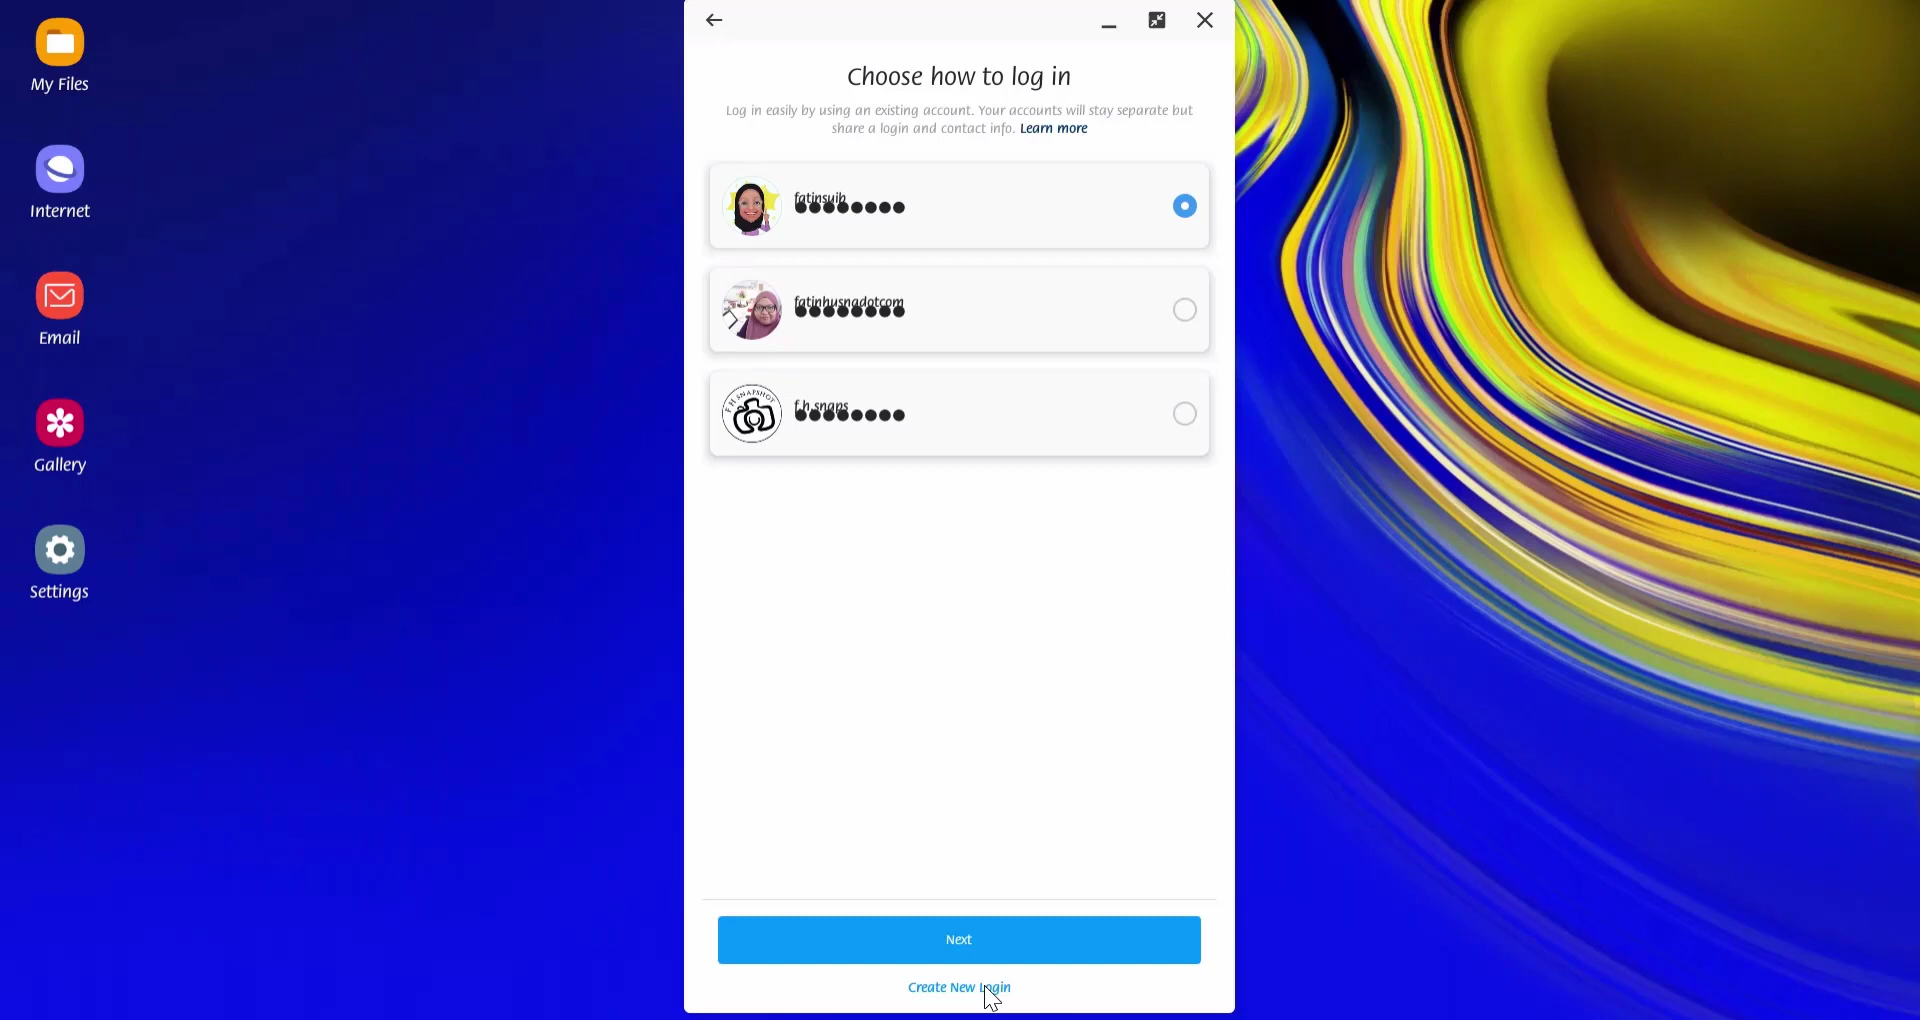 My Files
Internet
Email
Gallery
Settings
Choose how to log in
Log in easily by using an existing account. Your accounts will stay separate but
share a login and contact info. Learn more
fatinsuib
●●●●●●●●
fatinhusnadotcom
●●●●●●●●
F H SNAPSHOT
f.h.snaps
●●●●●●●●
Next
Create New Login